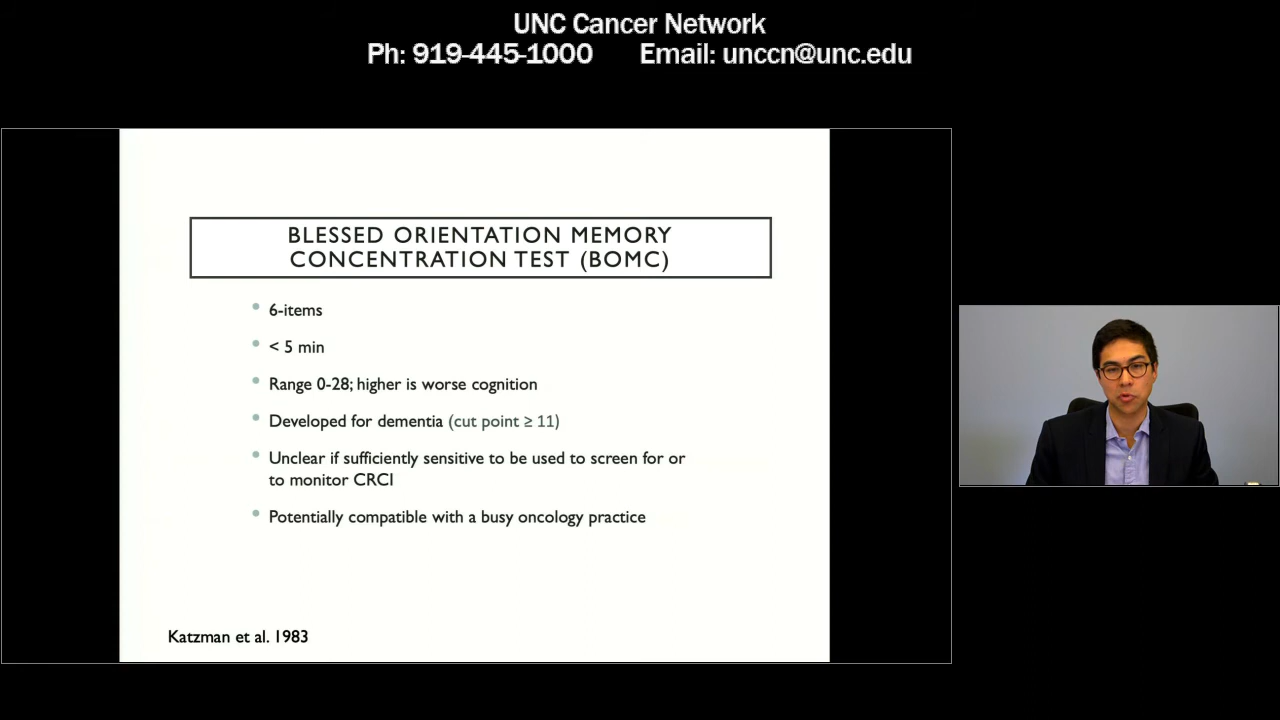 UNC Cancer Network
Ph: 919-445-1000 Email: unccn@unc.edu
BLESSED ORIENTATION MEMORY
CONCENTRATION TEST (BOMC)
• 6-items
• < 5 min
• Range 0-28; higher is worse cognition
• Developed for dementia (cut point ≥ 11)
• Unclear if sufficiently sensitive to be used to screen for or
to monitor CRCI
• Potentially compatible with a busy oncology practice
Katzman et al. 1983